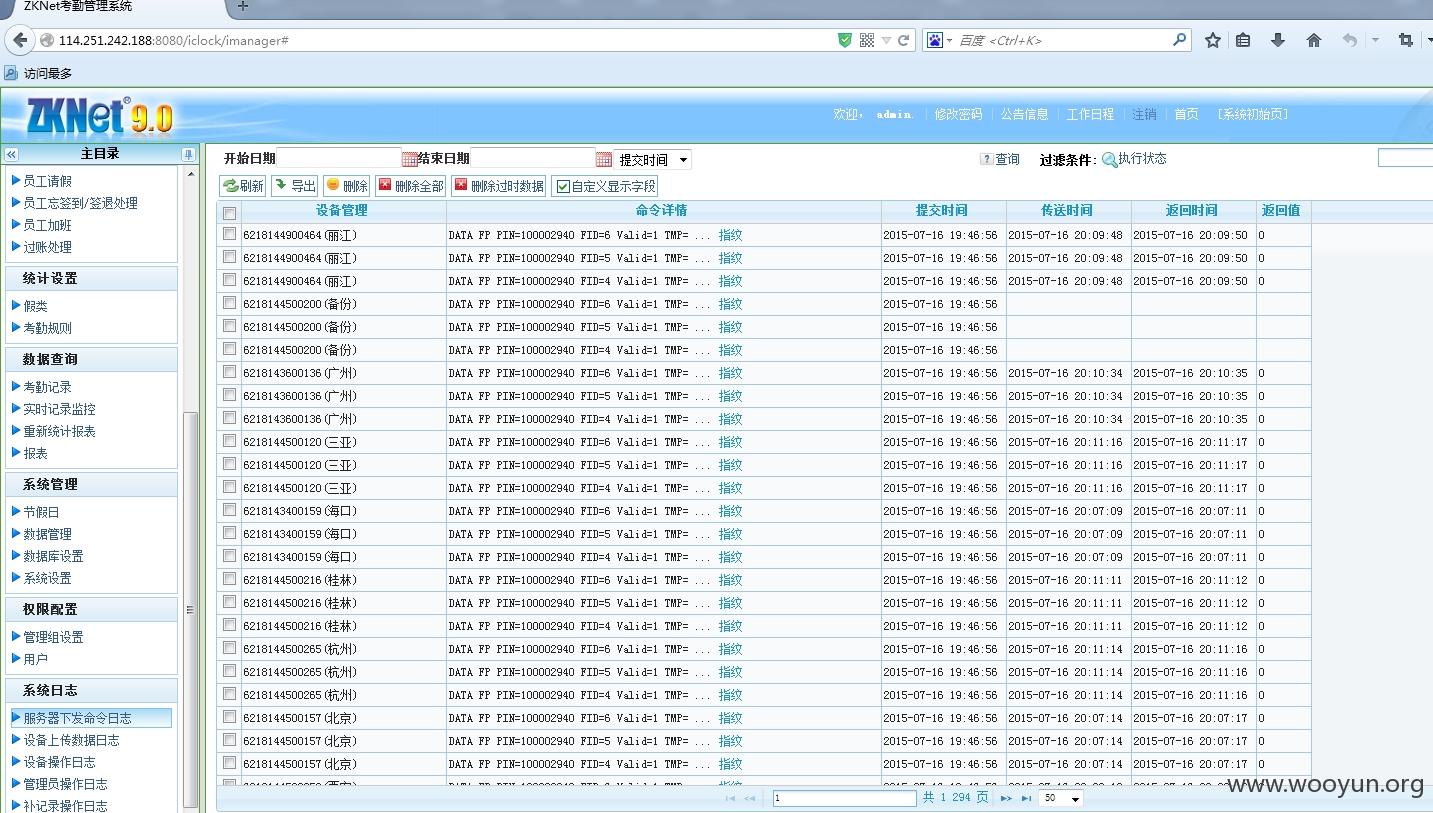 ZKNet考勤管理系统
114.251.242.188:8080/iclock/imanager#
百度 <Ctrl+K>
访问最多
ZKNet® 9.0
欢迎， admin. 修改密码 公告信息 工作日程 注销 首页 [系统初始页]
主目录
员工请假
员工忘签到/签退处理
员工加班
过账处理
统计设置
假类
考勤规则
数据查询
考勤记录
实时记录监控
重新统计报表
报表
系统管理
节假日
数据管理
数据库设置
系统设置
权限配置
管理组设置
用户
系统日志
服务器下发命令日志
设备上传数据日志
设备操作日志
管理员操作日志
补记录操作日志
开始日期 结束日期 提交时间 查询 过滤条件: 执行状态
刷新 导出 删除 删除全部 删除过时数据 自定义显示字段
设备管理 命令详情 提交时间 传送时间 返回时间 返回值
6218144900464(丽江) DATA FP PIN=100002940 FID=6 Valid=1 TMP= ... 指纹 2015-07-16 19:46:56 2015-07-16 20:09:48 2015-07-16 20:09:50 0
6218144900464(丽江) DATA FP PIN=100002940 FID=5 Valid=1 TMP= ... 指纹 2015-07-16 19:46:56 2015-07-16 20:09:48 2015-07-16 20:09:50 0
6218144900464(丽江) DATA FP PIN=100002940 FID=4 Valid=1 TMP= ... 指纹 2015-07-16 19:46:56 2015-07-16 20:09:48 2015-07-16 20:09:50 0
6218144500200(备份) DATA FP PIN=100002940 FID=6 Valid=1 TMP= ... 指纹 2015-07-16 19:46:56
6218144500200(备份) DATA FP PIN=100002940 FID=5 Valid=1 TMP= ... 指纹 2015-07-16 19:46:56
6218144500200(备份) DATA FP PIN=100002940 FID=4 Valid=1 TMP= ... 指纹 2015-07-16 19:46:56
6218143600136(广州) DATA FP PIN=100002940 FID=6 Valid=1 TMP= ... 指纹 2015-07-16 19:46:56 2015-07-16 20:10:34 2015-07-16 20:10:35 0
6218143600136(广州) DATA FP PIN=100002940 FID=5 Valid=1 TMP= ... 指纹 2015-07-16 19:46:56 2015-07-16 20:10:34 2015-07-16 20:10:35 0
6218143600136(广州) DATA FP PIN=100002940 FID=4 Valid=1 TMP= ... 指纹 2015-07-16 19:46:56 2015-07-16 20:10:34 2015-07-16 20:10:35 0
6218144500120(三亚) DATA FP PIN=100002940 FID=6 Valid=1 TMP= ... 指纹 2015-07-16 19:46:56 2015-07-16 20:11:16 2015-07-16 20:11:17 0
6218144500120(三亚) DATA FP PIN=100002940 FID=5 Valid=1 TMP= ... 指纹 2015-07-16 19:46:56 2015-07-16 20:11:16 2015-07-16 20:11:17 0
6218144500120(三亚) DATA FP PIN=100002940 FID=4 Valid=1 TMP= ... 指纹 2015-07-16 19:46:56 2015-07-16 20:11:16 2015-07-16 20:11:17 0
6218143400159(海口) DATA FP PIN=100002940 FID=6 Valid=1 TMP= ... 指纹 2015-07-16 19:46:56 2015-07-16 20:07:09 2015-07-16 20:07:11 0
6218143400159(海口) DATA FP PIN=100002940 FID=5 Valid=1 TMP= ... 指纹 2015-07-16 19:46:56 2015-07-16 20:07:09 2015-07-16 20:07:11 0
6218143400159(海口) DATA FP PIN=100002940 FID=4 Valid=1 TMP= ... 指纹 2015-07-16 19:46:56 2015-07-16 20:07:09 2015-07-16 20:07:11 0
6218144500216(桂林) DATA FP PIN=100002940 FID=6 Valid=1 TMP= ... 指纹 2015-07-16 19:46:56 2015-07-16 20:11:11 2015-07-16 20:11:12 0
6218144500216(桂林) DATA FP PIN=100002940 FID=5 Valid=1 TMP= ... 指纹 2015-07-16 19:46:56 2015-07-16 20:11:11 2015-07-16 20:11:12 0
6218144500216(桂林) DATA FP PIN=100002940 FID=4 Valid=1 TMP= ... 指纹 2015-07-16 19:46:56 2015-07-16 20:11:11 2015-07-16 20:11:12 0
6218144500265(杭州) DATA FP PIN=100002940 FID=6 Valid=1 TMP= ... 指纹 2015-07-16 19:46:56 2015-07-16 20:11:14 2015-07-16 20:11:16 0
6218144500265(杭州) DATA FP PIN=100002940 FID=5 Valid=1 TMP= ... 指纹 2015-07-16 19:46:56 2015-07-16 20:11:14 2015-07-16 20:11:16 0
6218144500265(杭州) DATA FP PIN=100002940 FID=4 Valid=1 TMP= ... 指纹 2015-07-16 19:46:56 2015-07-16 20:11:14 2015-07-16 20:11:16 0
6218144500157(北京) DATA FP PIN=100002940 FID=6 Valid=1 TMP= ... 指纹 2015-07-16 19:46:56 2015-07-16 20:07:14 2015-07-16 20:07:17 0
6218144500157(北京) DATA FP PIN=100002940 FID=5 Valid=1 TMP= ... 指纹 2015-07-16 19:46:56 2015-07-16 20:07:14 2015-07-16 20:07:17 0
6218144500157(北京) DATA FP PIN=100002940 FID=4 Valid=1 TMP= ... 指纹 2015-07-16 19:46:56 2015-07-16 20:07:14 2015-07-16 20:07:17 0
1 共 1 294 页 50
www.wooyun.org